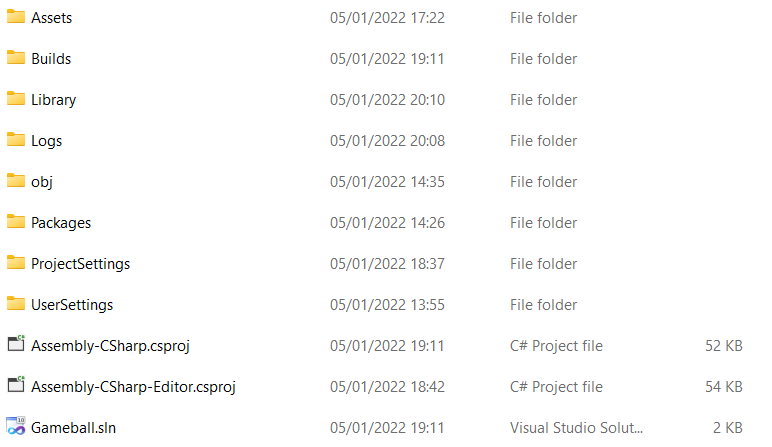 Assets 05/01/2022 17:22 File folder
Builds 05/01/2022 19:11 File folder
Library 05/01/2022 20:10 File folder
Logs 05/01/2022 20:08 File folder
obj 05/01/2022 14:35 File folder
Packages 05/01/2022 14:26 File folder
ProjectSettings 05/01/2022 18:37 File folder
UserSettings 05/01/2022 13:55 File folder
Assembly-CSharp.csproj 05/01/2022 19:11 C# Project file 52 KB
Assembly-CSharp-Editor.csproj 05/01/2022 18:42 C# Project file 54 KB
Gameball.sln 05/01/2022 19:11 Visual Studio Solut... 2 KB